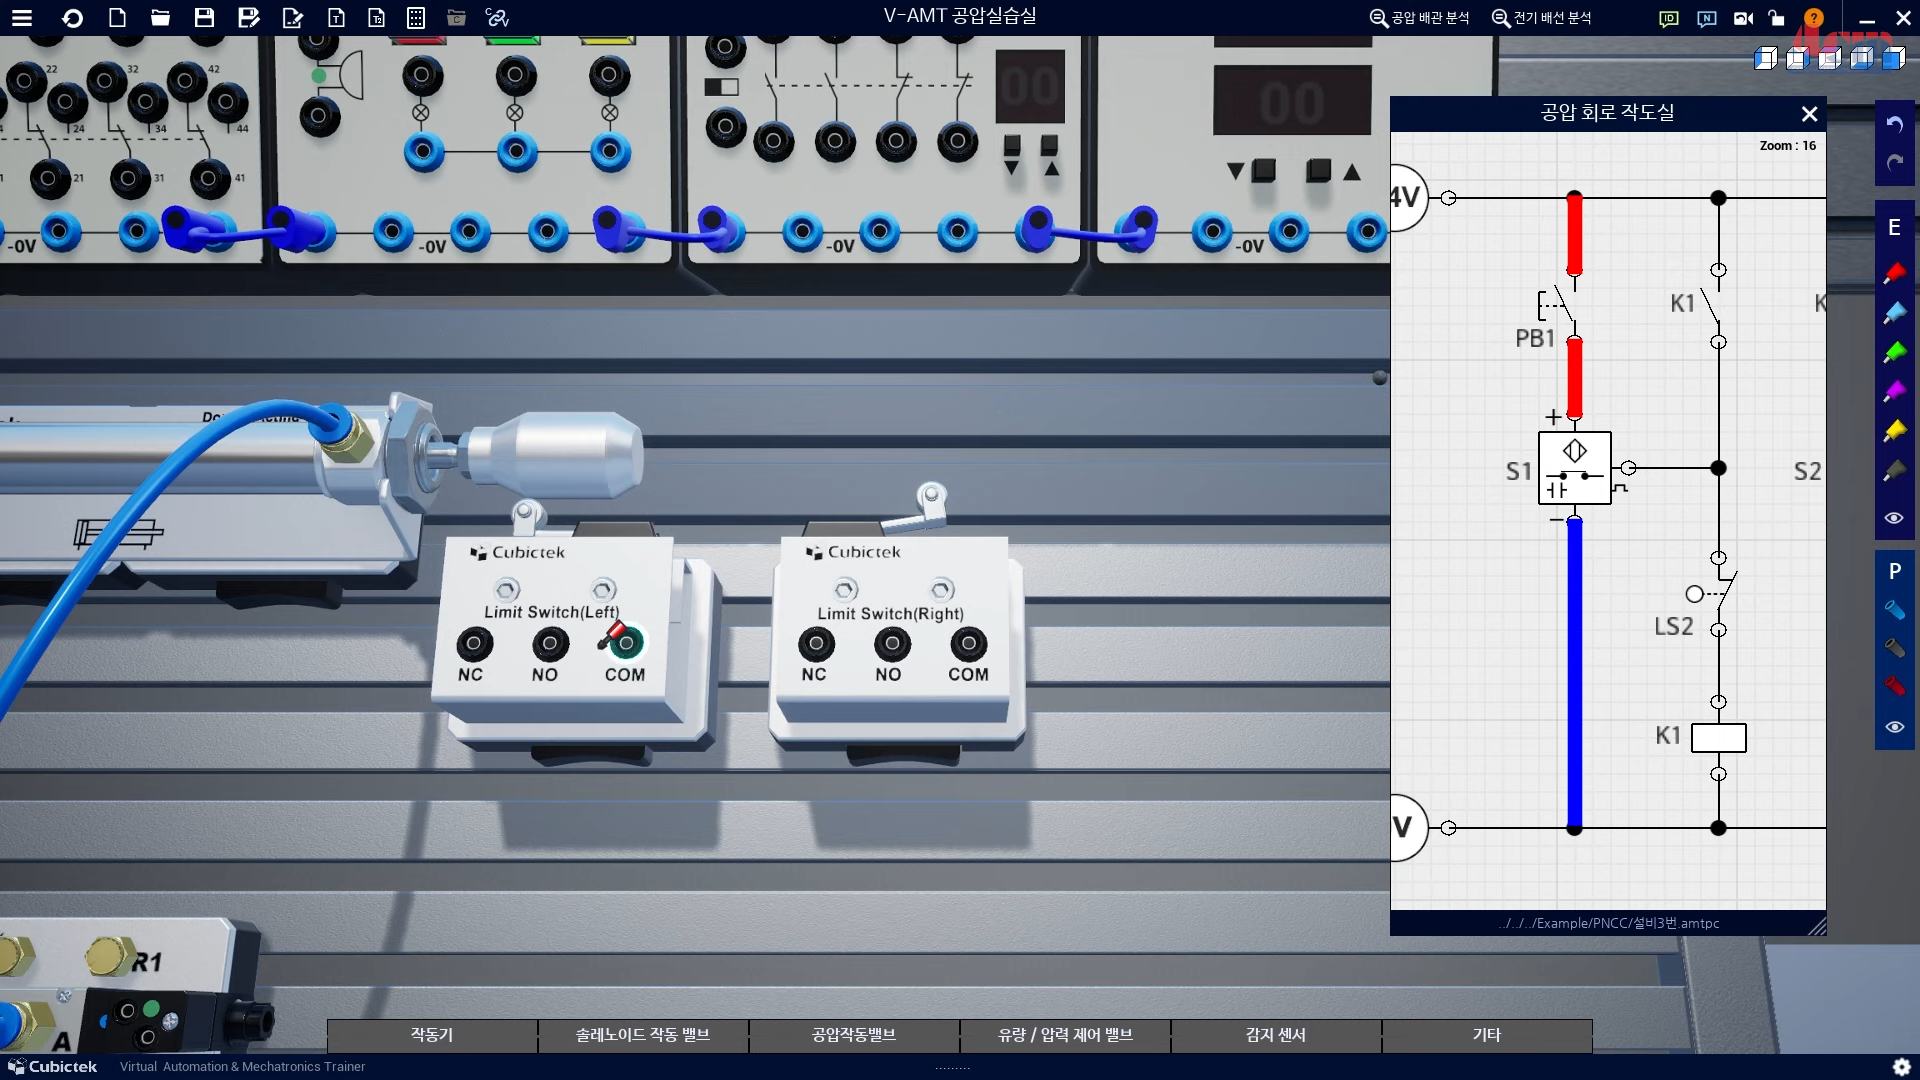 V-AMT 공압실습실
공압 배관 분석
전기 배선 분석
22
32
42
24
34
44
21
31
41
00
00
-0V
-0V
-0V
-0V
공압 회로 작도실
Zoom : 16
4V
K1
PB1
S1
S2
LS2
K1
V
../../../Example/PNCC/설비3번.amtpc
E
P
Cubictek
Limit Switch(Left)
NC
NO
COM
Cubictek
Limit Switch(Right)
NC
NO
COM
R1
A
작동기
솔레노이드 작동 밸브
공압작동밸브
유량 / 압력 제어 밸브
감지 센서
기타
Cubictek
Virtual Automation & Mechatronics Trainer